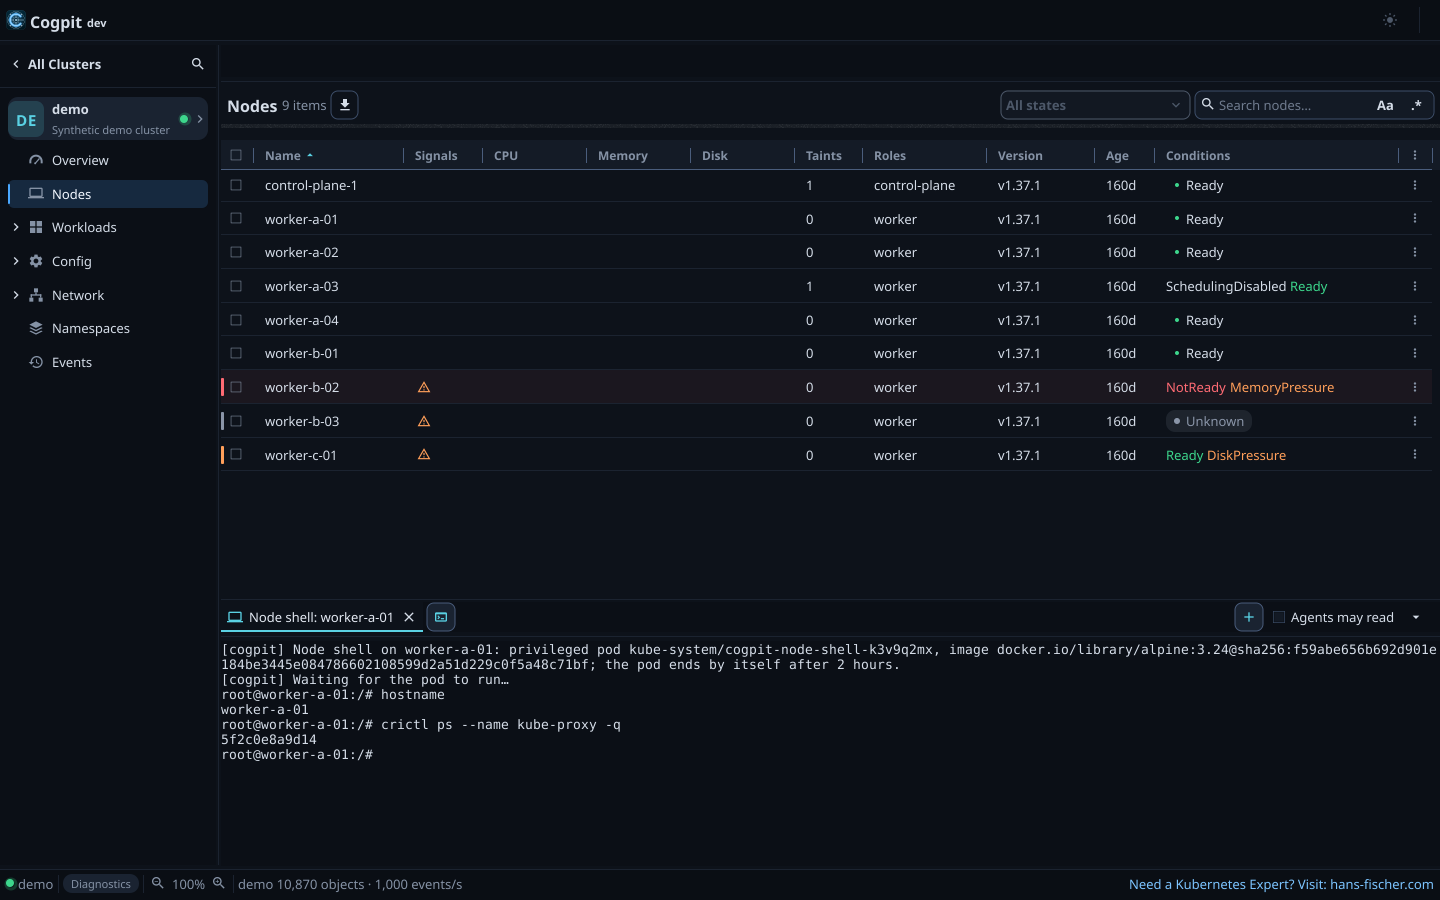 Cogpit dev
All Clusters
DE
demo
Synthetic demo cluster
Overview
Nodes
Workloads
Config
Network
Namespaces
Events
Nodes 9 items
All states
Search nodes...
Aa
.*
Name Signals CPU Memory Disk Taints Roles Version Age Conditions
control-plane-1 1 control-plane v1.37.1 160d Ready
worker-a-01 0 worker v1.37.1 160d Ready
worker-a-02 0 worker v1.37.1 160d Ready
worker-a-03 1 worker v1.37.1 160d SchedulingDisabled Ready
worker-a-04 0 worker v1.37.1 160d Ready
worker-b-01 0 worker v1.37.1 160d Ready
worker-b-02 0 worker v1.37.1 160d NotReady MemoryPressure
worker-b-03 0 worker v1.37.1 160d Unknown
worker-c-01 0 worker v1.37.1 160d Ready DiskPressure
Node shell: worker-a-01
Agents may read
[cogpit] Node shell on worker-a-01: privileged pod kube-system/cogpit-node-shell-k3v9q2mx, image docker.io/library/alpine:3.24@sha256:f59abe656b692d901e
184be3445e084786602108599d2a51d229c0f5a48c71bf; the pod ends by itself after 2 hours.
[cogpit] Waiting for the pod to run…
root@worker-a-01:/# hostname
worker-a-01
root@worker-a-01:/# crictl ps --name kube-proxy -q
5f2c0e8a9d14
root@worker-a-01:/#
demo
Diagnostics
100%
demo 10,870 objects · 1,000 events/s
Need a Kubernetes Expert? Visit: hans-fischer.com